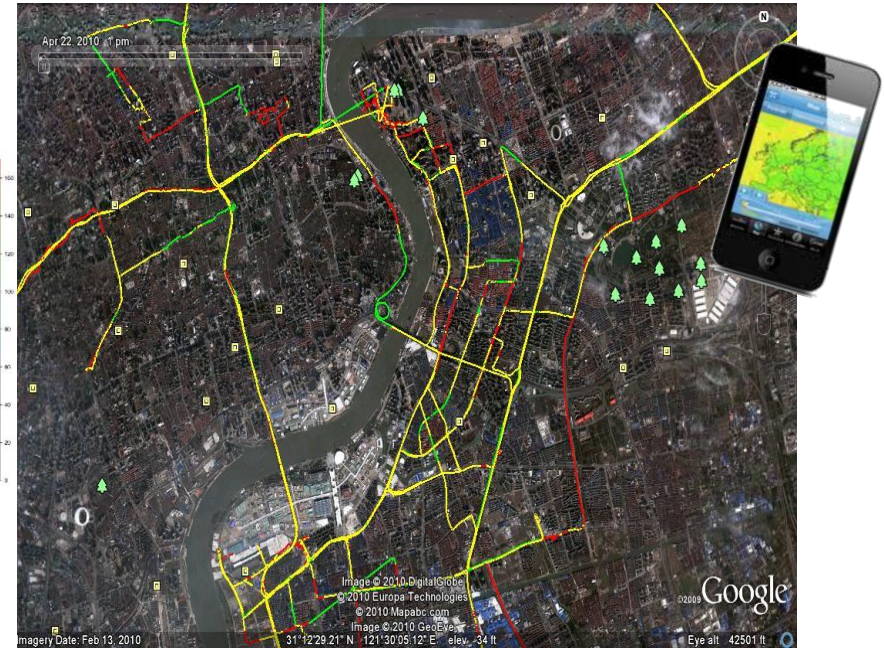 Apr 22, 2010  1 pm
N
160
140
120
100
80
60
40
20
0
Image © 2010 DigitalGlobe
© 2010 Europa Technologies
© 2010 Mapabc.com
Image © 2010 GeoEye
©2009 Google
Imagery Date: Feb 13, 2010
31°12'29.21" N 121°30'05.12" E elev -34 ft
Eye alt 42501 ft